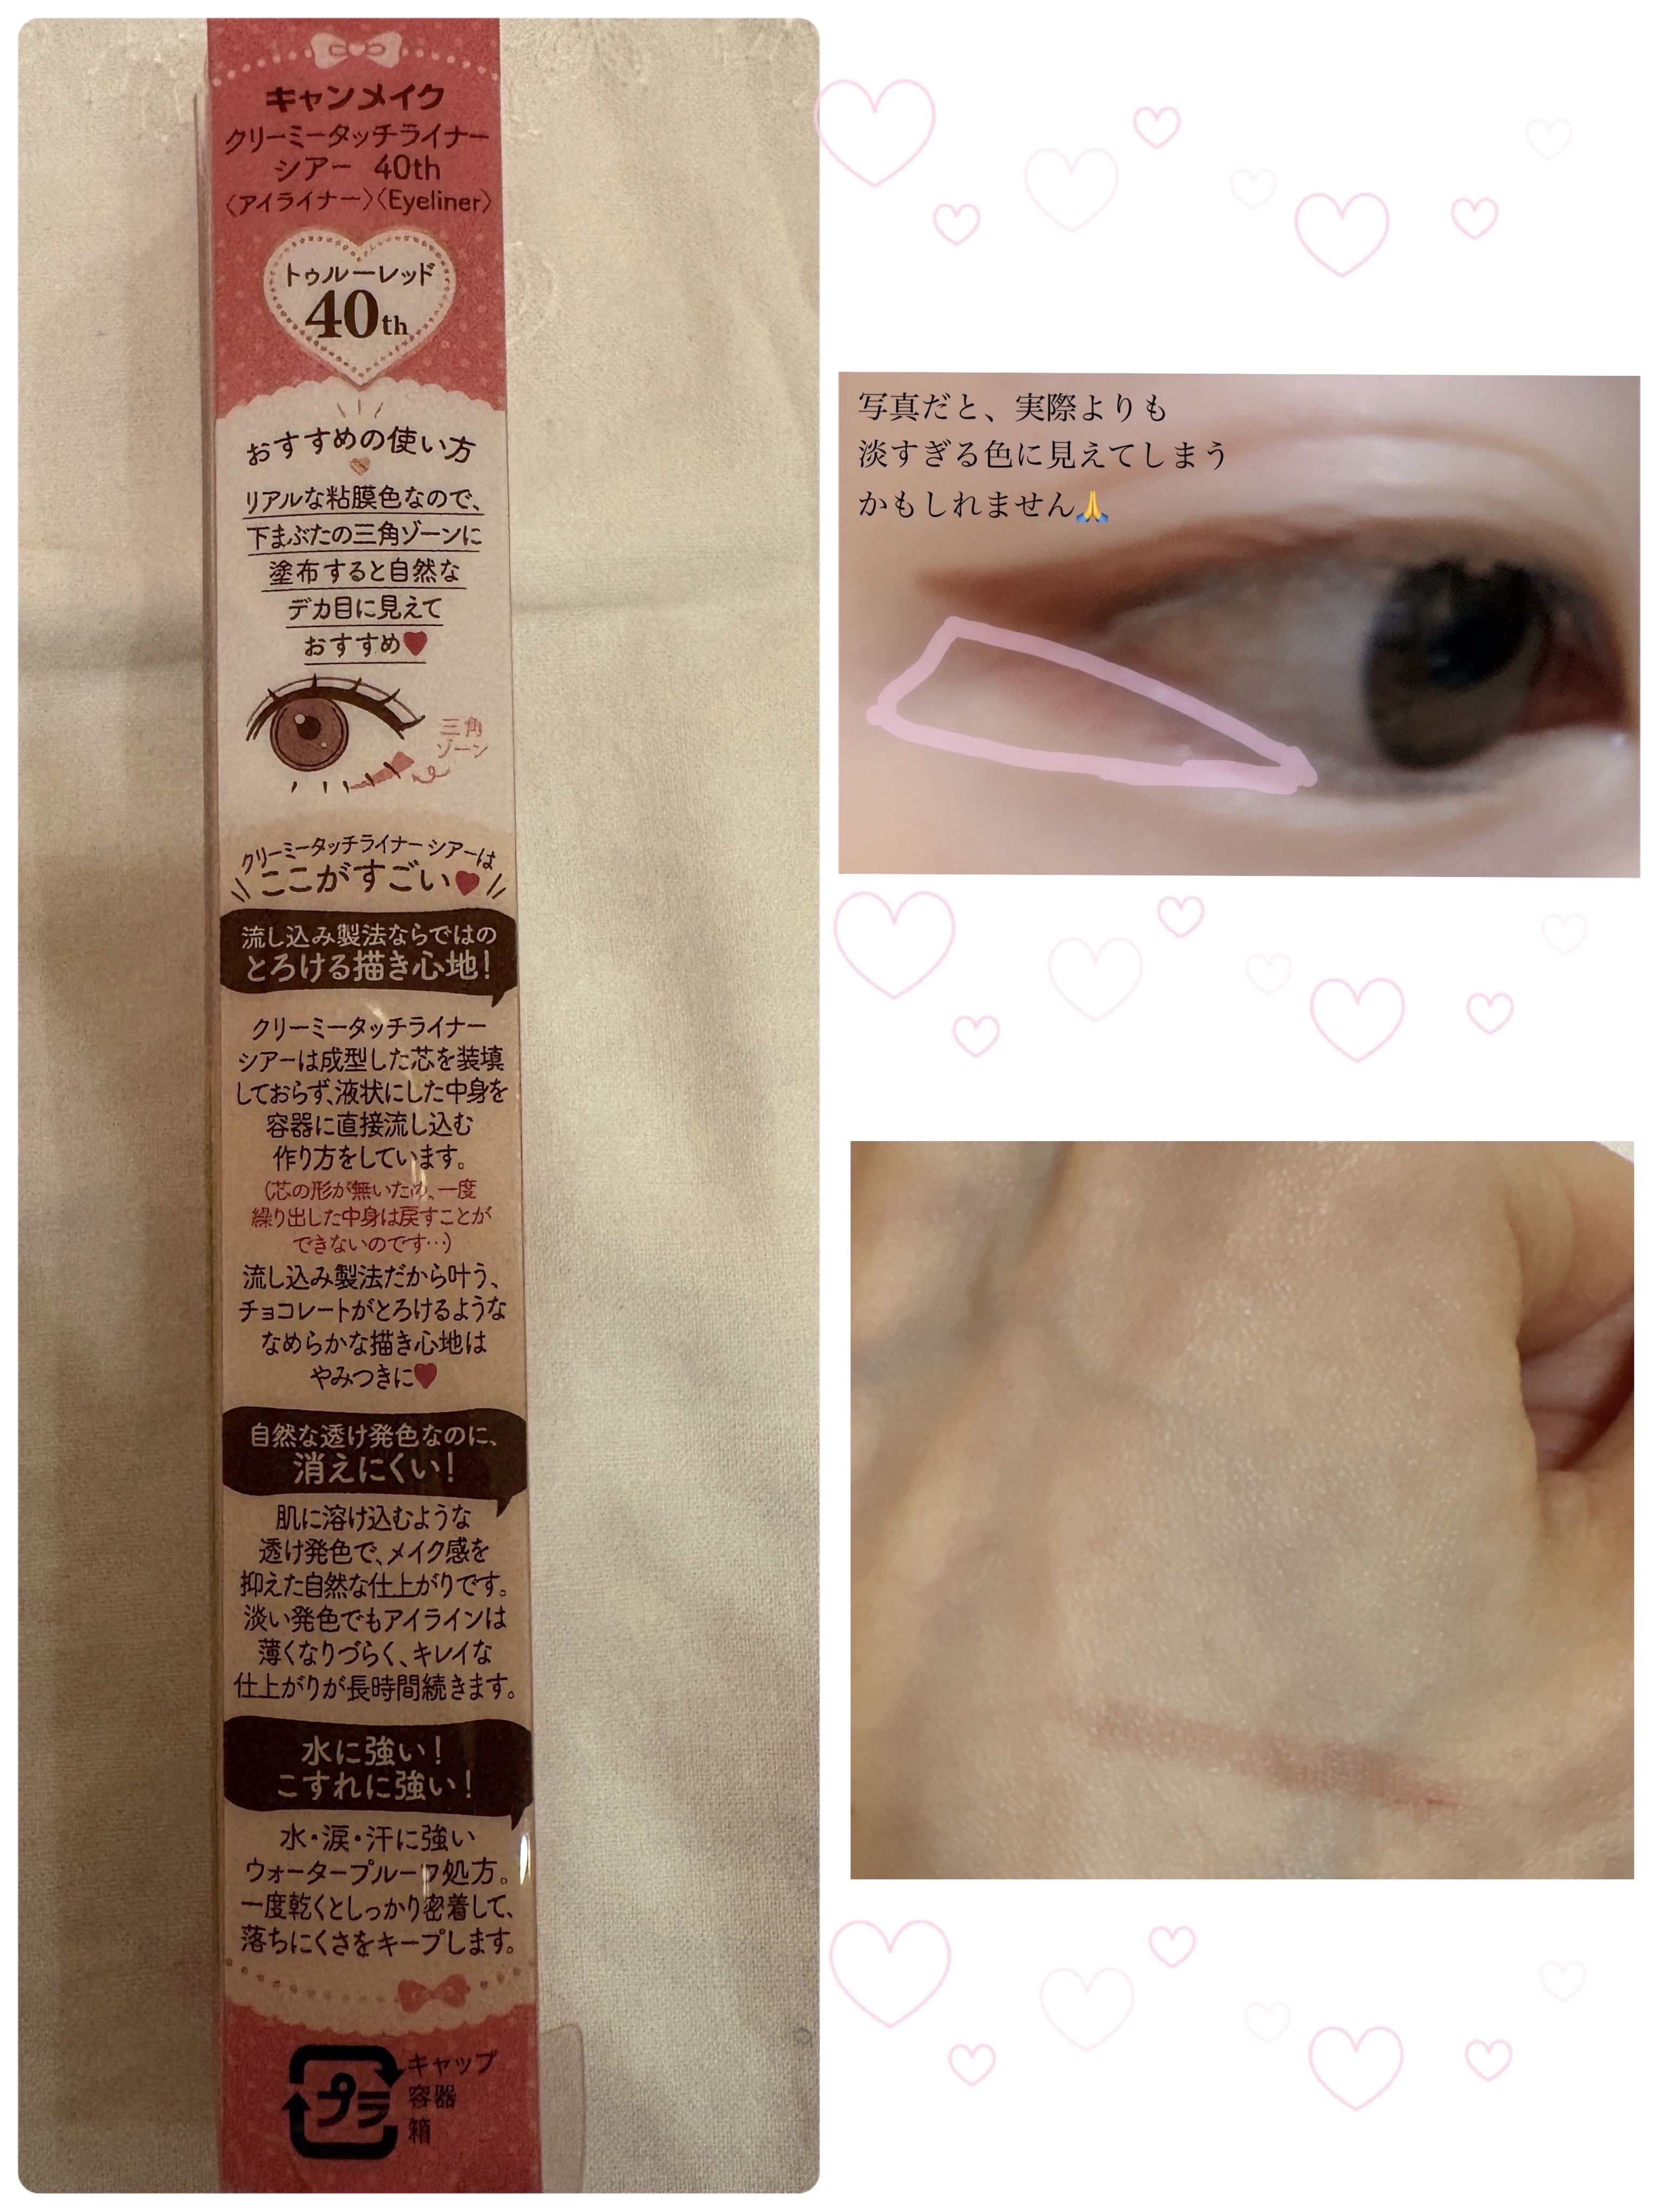 キャンメイク
クリーミータッチライナー
シアー 40th
〈アイライナー〉〈Eyeliner〉
トゥルーレッド
40th
おすすめの使い方
リアルな粘膜色なので、
下まぶたの三角ゾーンに
塗布すると自然な
デカ目に見えて
おすすめ♥
三角
ゾーン
クリーミータッチライナー シアーは
ここがすごい♥
流し込み製法ならではの
とろける描き心地!
クリーミータッチライナー
シアーは成型した芯を装填
しておらず、液状にした中身を
容器に直接流し込む
作り方をしています。
(芯の形が無いため、一度
繰り出した中身は戻すことが
できないのです…)
流し込み製法だから叶う、
チョコレートがとろけるような
なめらかな描き心地は
やみつきに♥
自然な透け発色なのに、
消えにくい!
肌に溶け込むような
透け発色で、メイク感を
抑えた自然な仕上がりです。
淡い発色でもアイラインは
薄くなりづらく、キレイな
仕上がりが長時間続きます。
水に強い!
こすれに強い!
水・涙・汗に強い
ウォータープルーフ処方。
一度乾くとしっかり密着して、
落ちにくさをキープします。
プラ
キャップ
容器
箱
写真だと、実際よりも
淡すぎる色に見えてしまう
かもしれません🙏